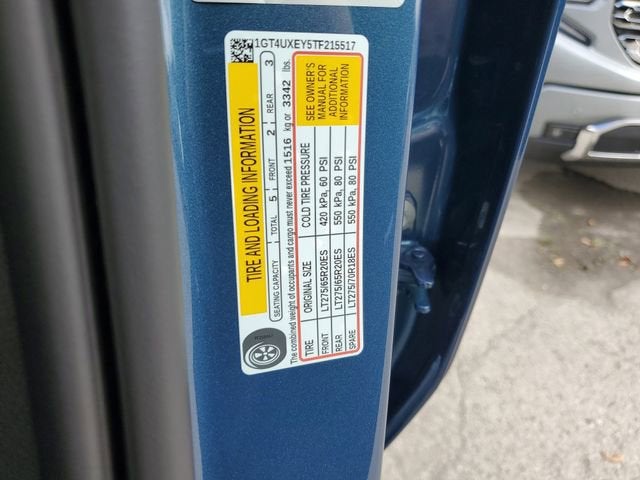 1GT4UXEY5TF215517
TIRE AND LOADING INFORMATION
SEATING CAPACITY TOTAL 5 FRONT 2 REAR 3
The combined weight of occupants and cargo must never exceed 1516 kg or 3342 lbs.
TIRE ORIGINAL SIZE COLD TIRE PRESSURE
FRONT LT275/65R20ES 420 kPa, 60 PSI
REAR LT275/65R20ES 550 kPa, 80 PSI
SPARE LT275/70R18ES 550 kPa, 80 PSI
SEE OWNER'S
MANUAL FOR
ADDITIONAL
INFORMATION